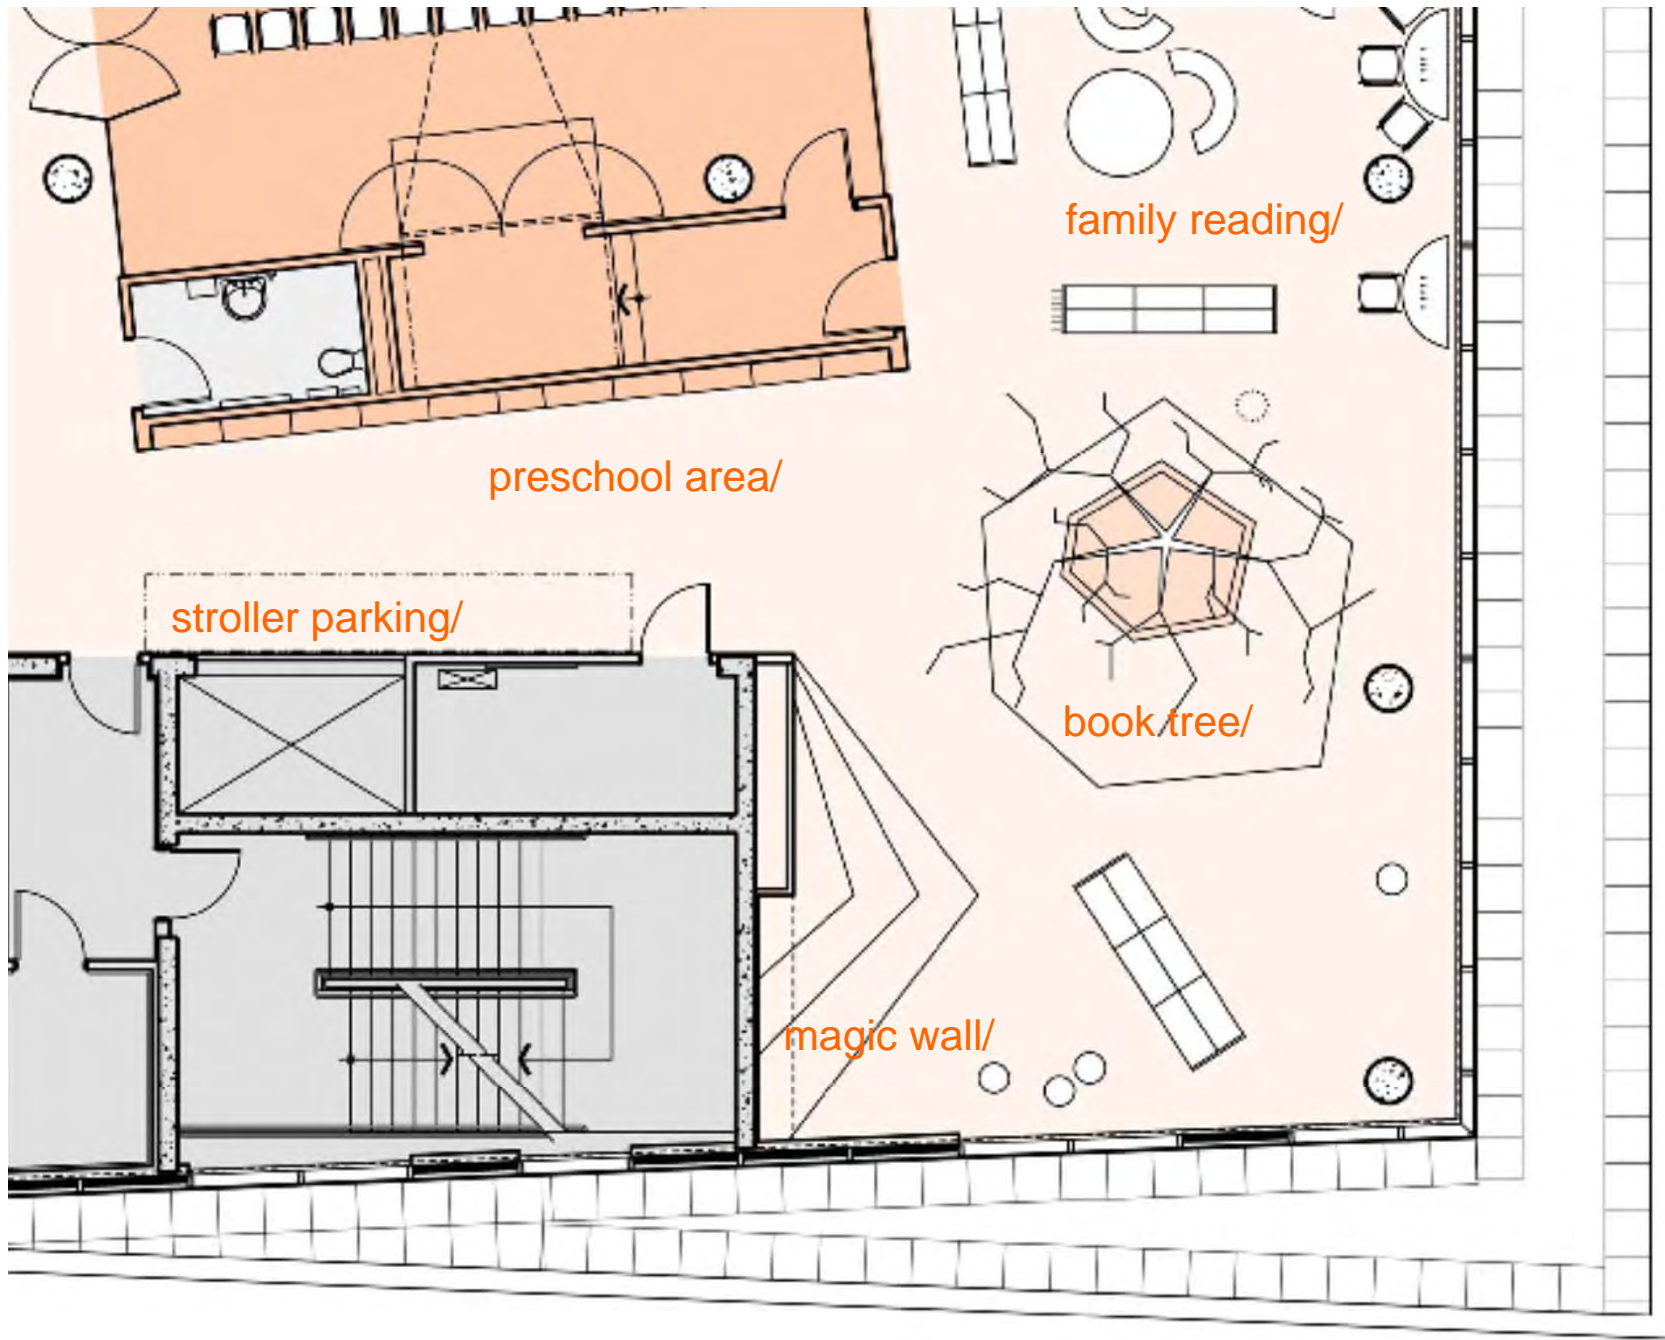 family reading/
preschool area/
stroller parking/
book tree/
magic wall/